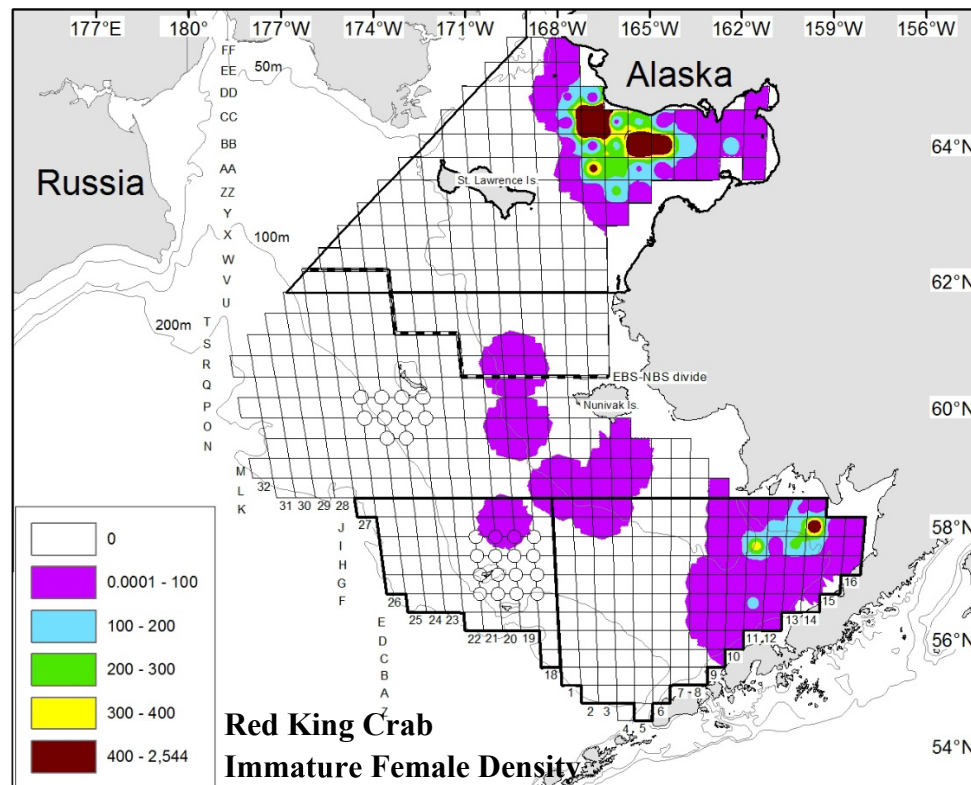 177°E 180° 177°W 174°W 171°W 168°W 165°W 162°W 159°W 156°W
FF
EE
DD
CC
BB
AA
ZZ
Y
X
W
V
U
T
S
R
Q
P
O
N
M
L
K
J
I
H
G
F
E
D
C
B
A
Z
50m
100m
200m
Alaska
Russia
St. Lawrence Is.
64°N
62°N
EBS-NBS divide
Nunivak Is.
60°N
58°N
56°N
54°N
32
31 30 29 28
27
26
25 24 23
22 21 20 19
18
1
2 3
4 5
6
7 - 8
9
10
11 12
13 14
15
16
0
0.0001 - 100
100 - 200
200 - 300
300 - 400
400 - 2,544
Red King Crab
Immature Female Density